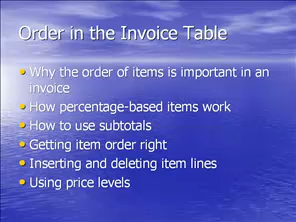 Order in the Invoice Table
• Why the order of items is important in an
invoice
• How percentage-based items work
• How to use subtotals
• Getting item order right
• Inserting and deleting item lines
• Using price levels